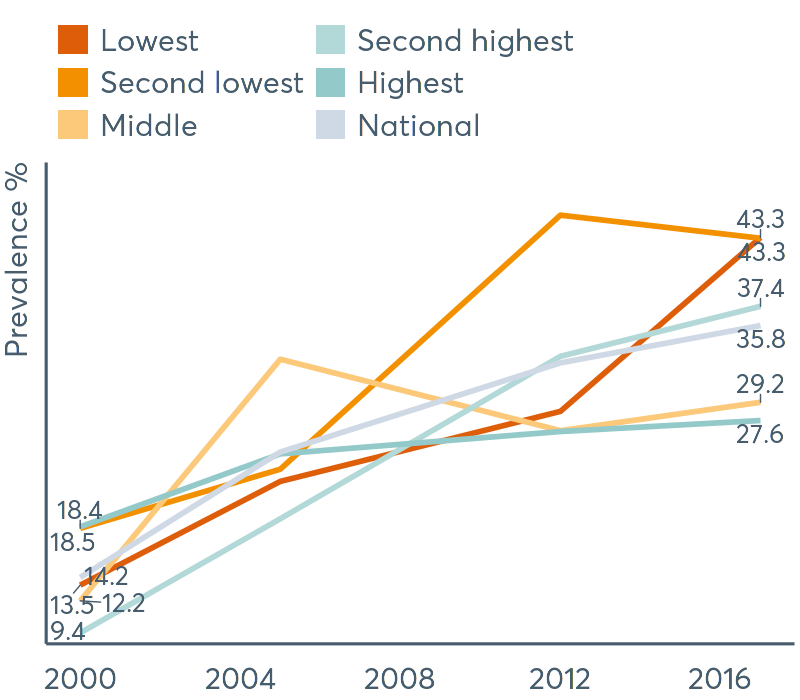 Lowest
Second lowest
Middle
Second highest
Highest
National
Prevalence %
43.3
43.3
37.4
35.8
29.2
27.6
18.4
18.5
14.2
13.5
12.2
9.4
2000 2004 2008 2012 2016